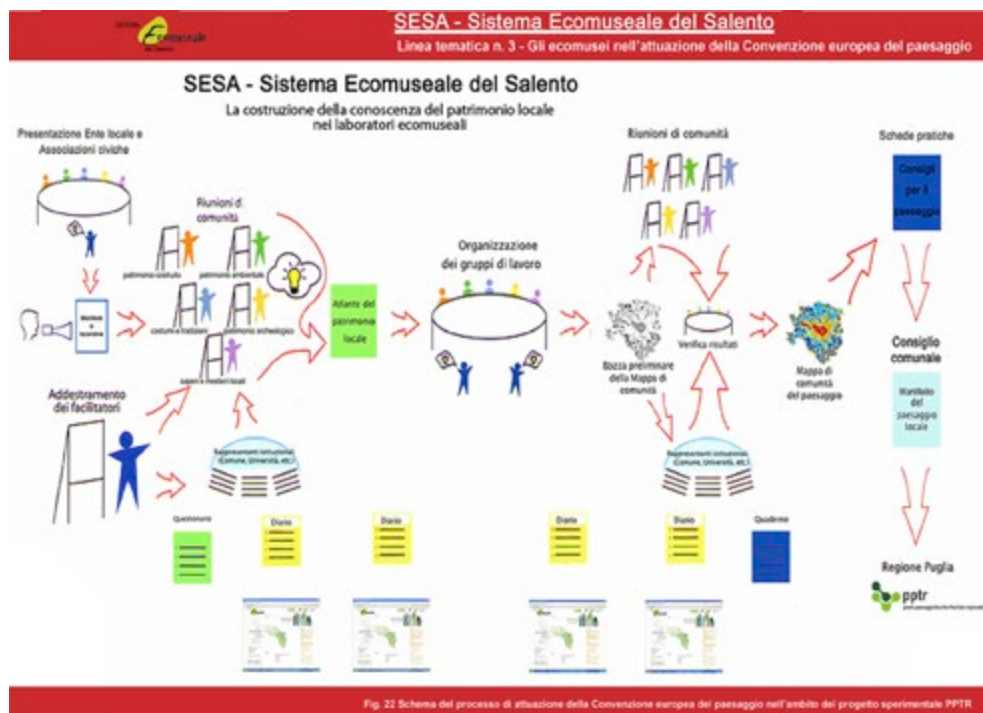 SESA - Sistema Ecomuseale del Salento
Linea tematica n. 3 - Gli ecomusei nell'attuazione della Convenzione europea del paesaggio
SESA - Sistema Ecomuseale del Salento
La costruzione della conoscenza del patrimonio locale
nei laboratori ecomuseali
Presentazione Ente locale e
Associazioni civiche
Riunioni di
comunità
patrimonio costruito
patrimonio ambientale
costumi e tradizioni
patrimonio archeologico
saperi e mestieri locali
Addestramento
dei facilitatori
Rappresentanti istituzionali
(Comune, Università, etc.)
Atlante del
patrimonio
locale
Organizzazione
dei gruppi di lavoro
Riunioni di comunità
Bozza preliminare
della Mappa di
comunità
Verifica risultati
Rappresentanti istituzionali
(Comune, Università, etc.)
Mappa di
comunità
del paesaggio
Schede pratiche
Consigli
per il
paesaggio
Consiglio
comunale
Manifesto
del
paesaggio
locale
Regione Puglia
pptr
Questionario
Diario
Diario
Diario
Diario
Quaderno
Fig. 22 Schema del processo di attuazione della Convenzione europea del paesaggio nell'ambito del progetto sperimentale PPTR